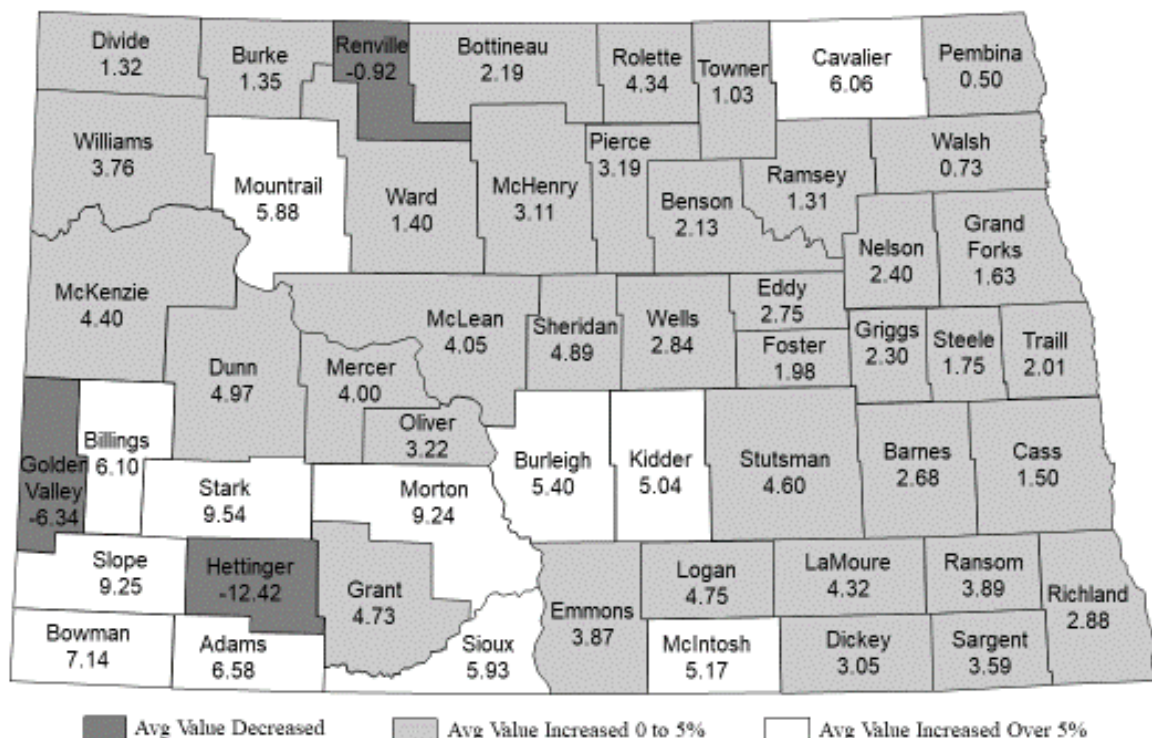 Divide
1.32
Burke
1.35
Renville
-0.92
Bottineau
2.19
Rolette
4.34
Towner
1.03
Cavalier
6.06
Pembina
0.50
Williams
3.76
Mountrail
5.88
Ward
1.40
McHenry
3.11
Pierce
3.19
Benson
2.13
Ramsey
1.31
Walsh
0.73
Nelson
2.40
Grand
Forks
1.63
McKenzie
4.40
Dunn
4.97
McLean
4.05
Mercer
4.00
Oliver
3.22
Sheridan
4.89
Wells
2.84
Eddy
2.75
Foster
1.98
Griggs
2.30
Steele
1.75
Traill
2.01
Golden
Valley
-6.34
Billings
6.10
Stark
9.54
Morton
9.24
Burleigh
5.40
Kidder
5.04
Stutsman
4.60
Barnes
2.68
Cass
1.50
Slope
9.25
Hettinger
-12.42
Grant
4.73
Bowman
7.14
Adams
6.58
Sioux
5.93
Emmons
3.87
Logan
4.75
McIntosh
5.17
LaMoure
4.32
Dickey
3.05
Ransom
3.89
Sargent
3.59
Richland
2.88
Avg Value Decreased
Avg Value Increased 0 to 5%
Avg Value Increased Over 5%